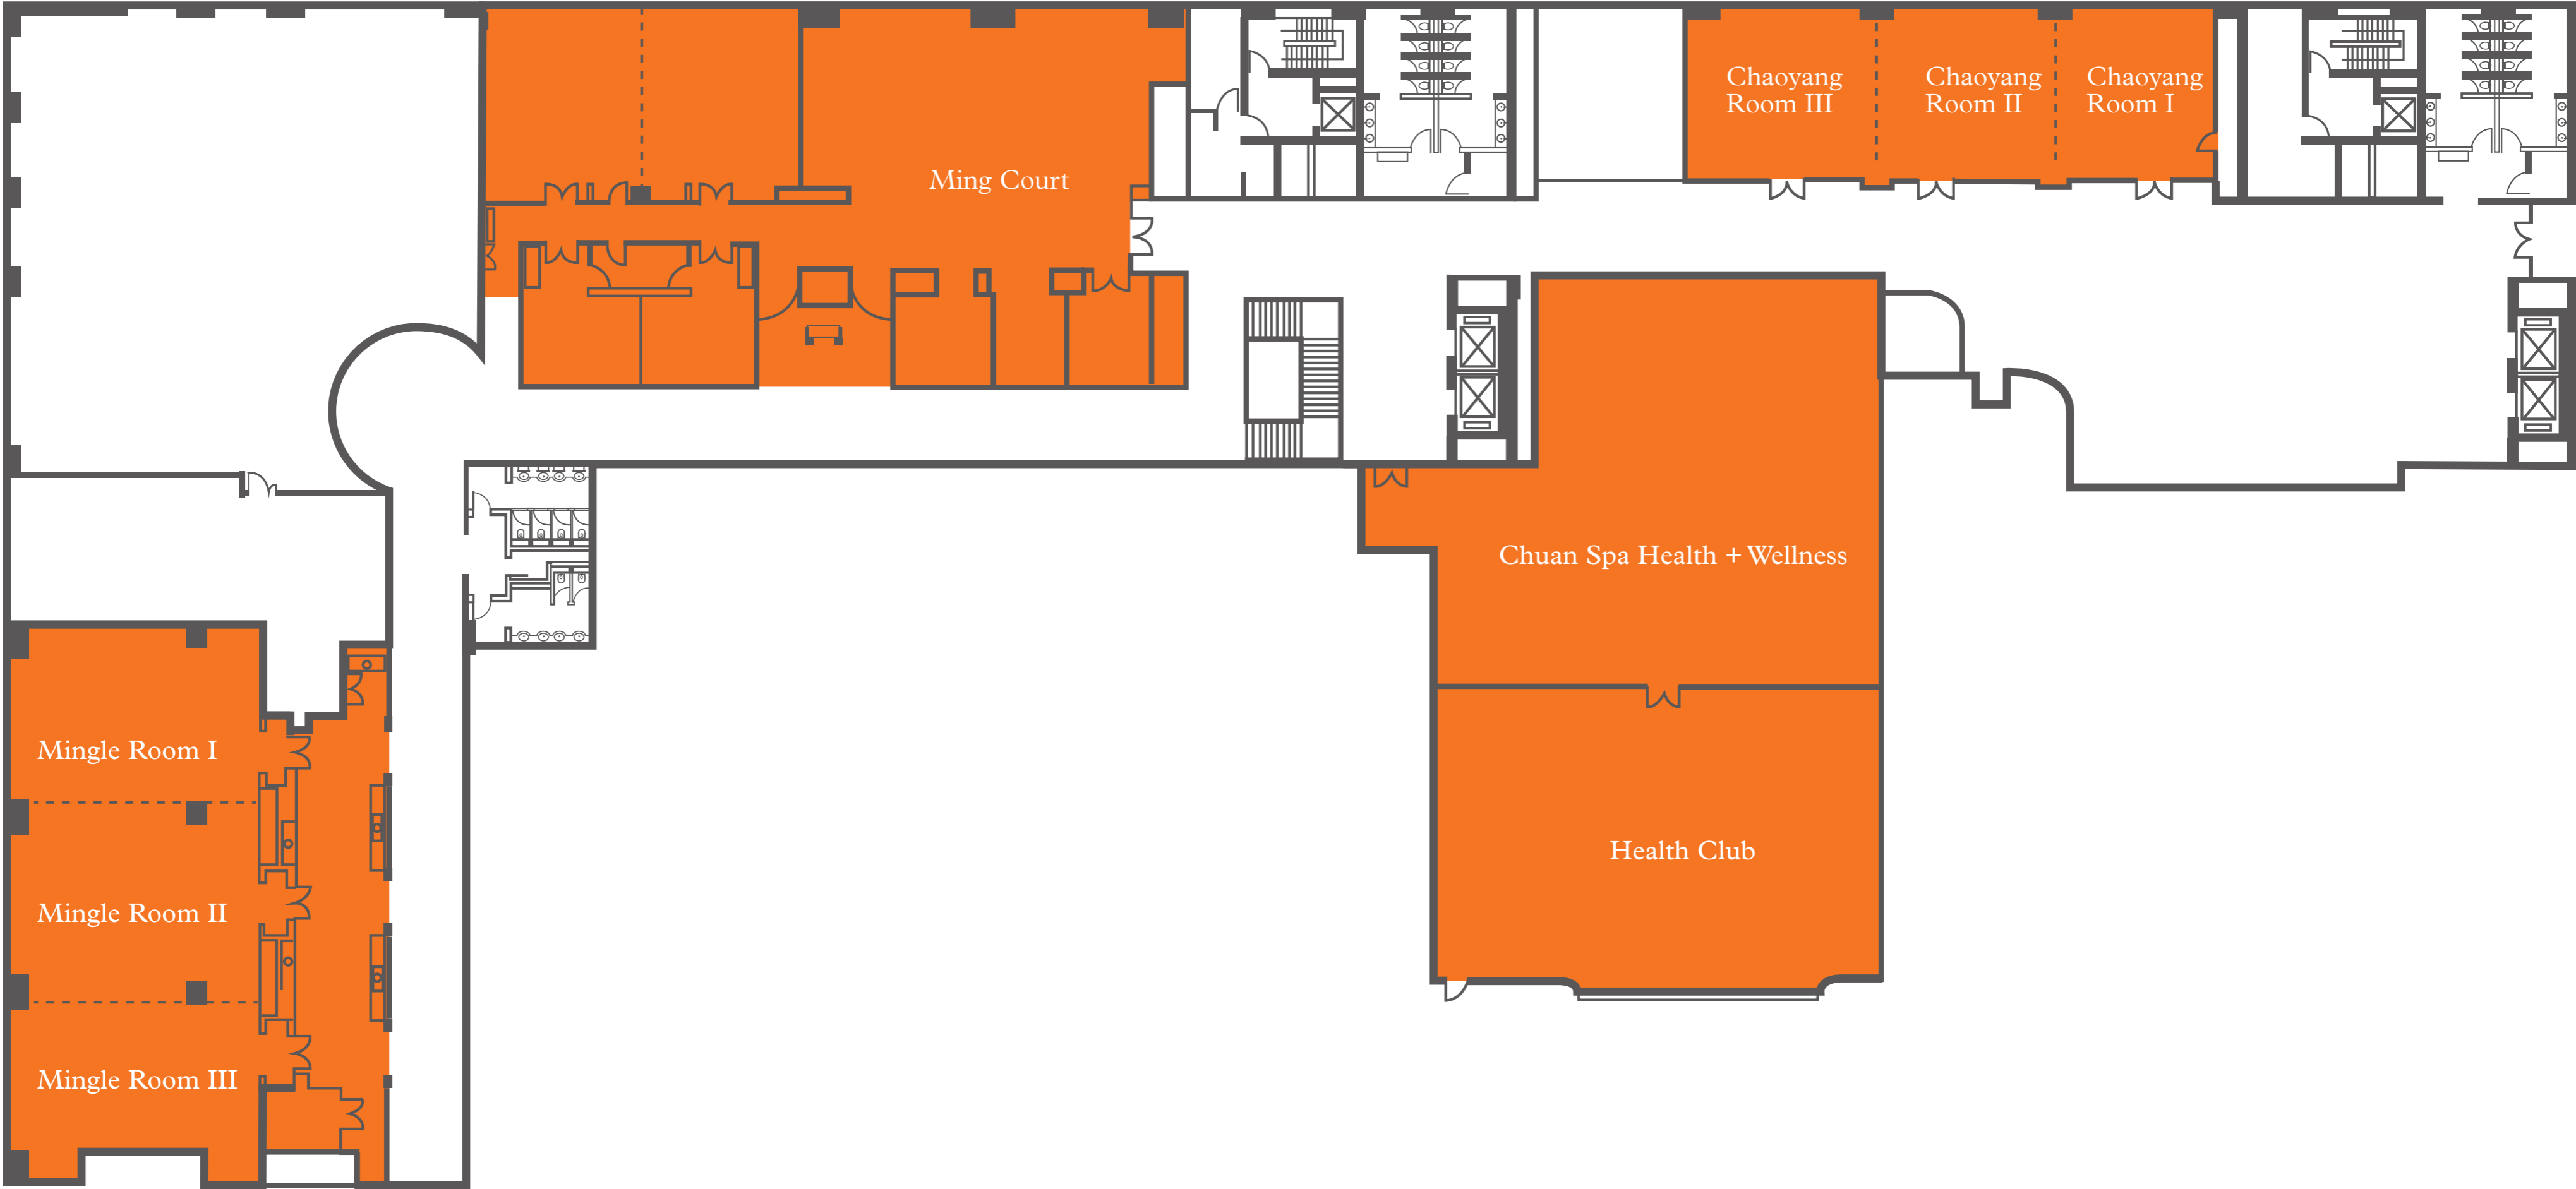 Chaoyang
Room III
Chaoyang
Room II
Chaoyang
Room I
Ming Court
Chuan Spa Health + Wellness
Mingle Room I
Health Club
Mingle Room II
Mingle Room III